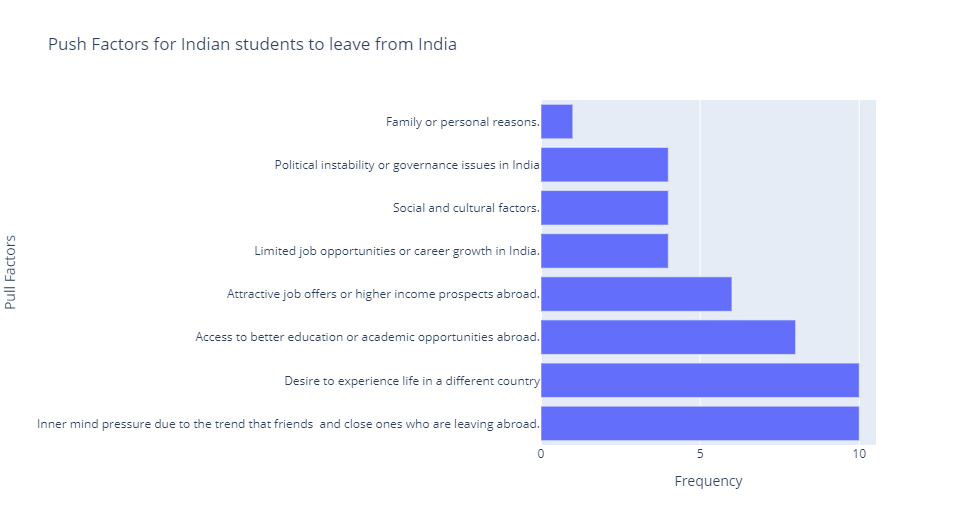 Push Factors for Indian students to leave from India
Family or personal reasons.
Political instability or governance issues in India
Social and cultural factors.
Limited job opportunities or career growth in India.
Attractive job offers or higher income prospects abroad.
Access to better education or academic opportunities abroad.
Desire to experience life in a different country
Inner mind pressure due to the trend that friends  and close ones who are leaving abroad.
Pull Factors
0 5 10
Frequency